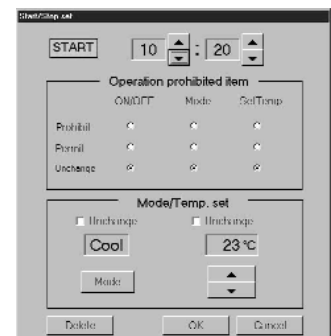 Start/Stop set
START 10 : 20
Operation prohibited item
ON/OFF Mode SetTemp
Prohibit
Permit
Unchange
Mode/Temp. set
Unchange Unchange
Cool 23 °C
Mode
Delete OK Cancel